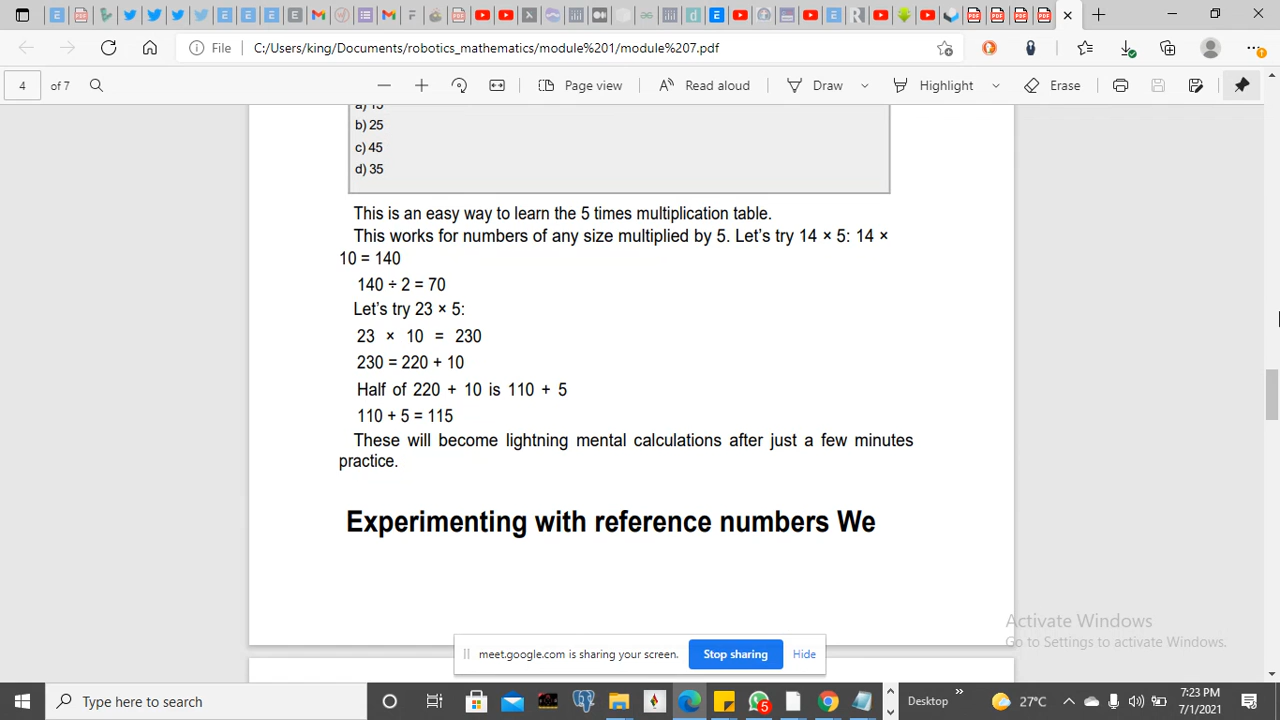 File
C:/Users/king/Documents/robotics_mathematics/module%201/module%207.pdf
4 of 7
Page view
Read aloud
Draw
Highlight
Erase
a) 15
b) 25
c) 45
d) 35
This is an easy way to learn the 5 times multiplication table.
This works for numbers of any size multiplied by 5. Let’s try 14 × 5: 14 ×
10 = 140
140 ÷ 2 = 70
Let’s try 23 × 5:
23 × 10 = 230
230 = 220 + 10
Half of 220 + 10 is 110 + 5
110 + 5 = 115
These will become lightning mental calculations after just a few minutes
practice.
Experimenting with reference numbers We
Activate Windows
Go to Settings to activate Windows.
meet.google.com is sharing your screen.
Stop sharing
Hide
Type here to search
5
Desktop
27°C
7:23 PM
7/1/2021